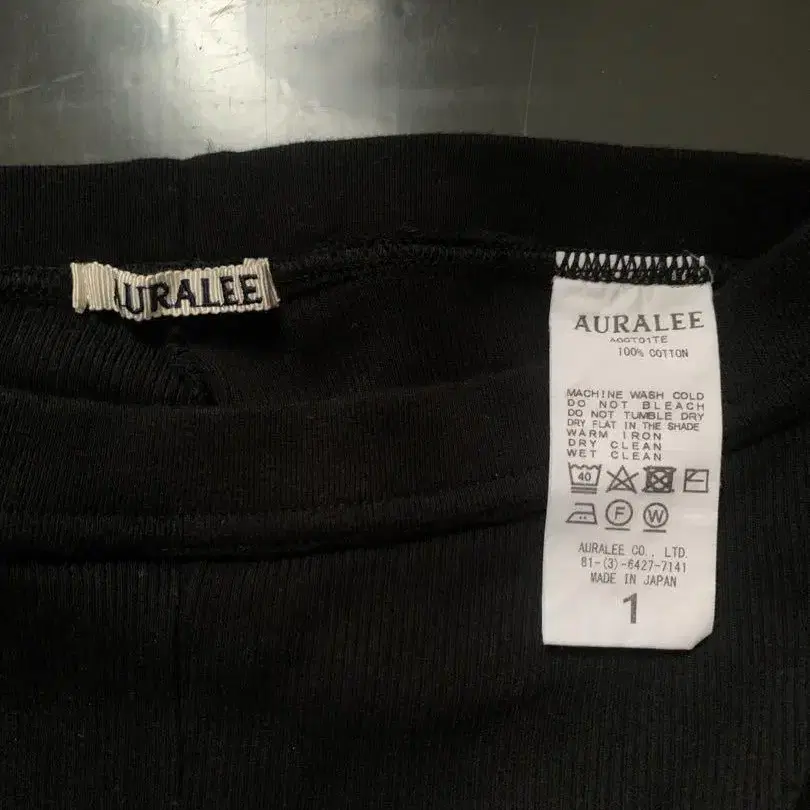 AURALEE
AURALEE
A00T01TE
100% COTTON
MACHINE WASH COLD
DO NOT BLEACH
DO NOT TUMBLE DRY
DRY FLAT IN THE SHADE
WARM IRON
DRY CLEAN
WET CLEAN
40
F
W
AURALEE CO., LTD.
81-(3)-6427-7141
MADE IN JAPAN
1